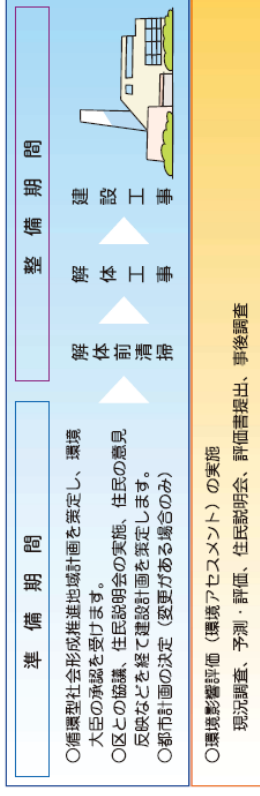 準備期間
○循環型社会形成推進地域計画を策定し、環境
大臣の承認を受けます。
○区との協議、住民説明会の実施、住民の意見
反映などを経て建設計画を策定します。
○都市計画の決定（変更がある場合のみ）
整備期間
解体前清掃
解体工事
建設工事
○環境影響評価（環境アセスメント）の実施
現況調査、予測・評価、住民説明会、評価書提出、事後調査